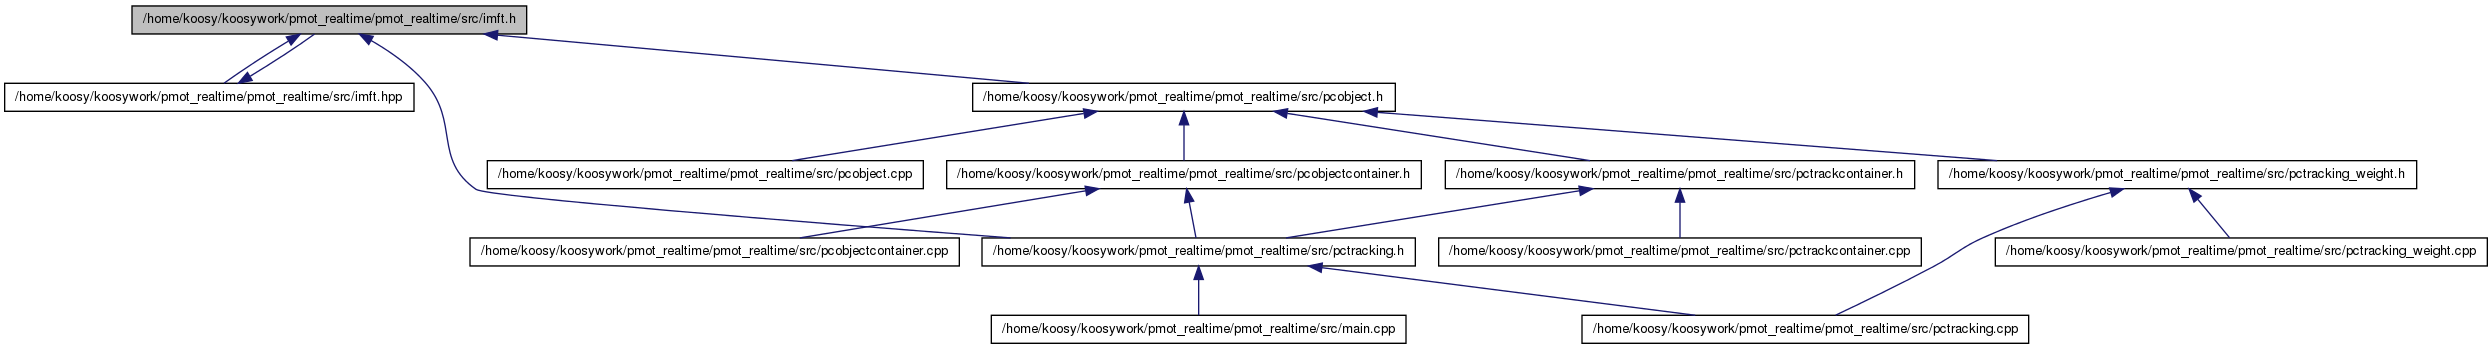 /home/koosy/koosywork/pmot_realtime/pmot_realtime/src/imft.h
/home/koosy/koosywork/pmot_realtime/pmot_realtime/src/imft.hpp
/home/koosy/koosywork/pmot_realtime/pmot_realtime/src/pcobject.h
/home/koosy/koosywork/pmot_realtime/pmot_realtime/src/pcobject.cpp
/home/koosy/koosywork/pmot_realtime/pmot_realtime/src/pcobjectcontainer.h
/home/koosy/koosywork/pmot_realtime/pmot_realtime/src/pctrackcontainer.h
/home/koosy/koosywork/pmot_realtime/pmot_realtime/src/pctracking_weight.h
/home/koosy/koosywork/pmot_realtime/pmot_realtime/src/pcobjectcontainer.cpp
/home/koosy/koosywork/pmot_realtime/pmot_realtime/src/pctracking.h
/home/koosy/koosywork/pmot_realtime/pmot_realtime/src/pctrackcontainer.cpp
/home/koosy/koosywork/pmot_realtime/pmot_realtime/src/pctracking_weight.cpp
/home/koosy/koosywork/pmot_realtime/pmot_realtime/src/main.cpp
/home/koosy/koosywork/pmot_realtime/pmot_realtime/src/pctracking.cpp